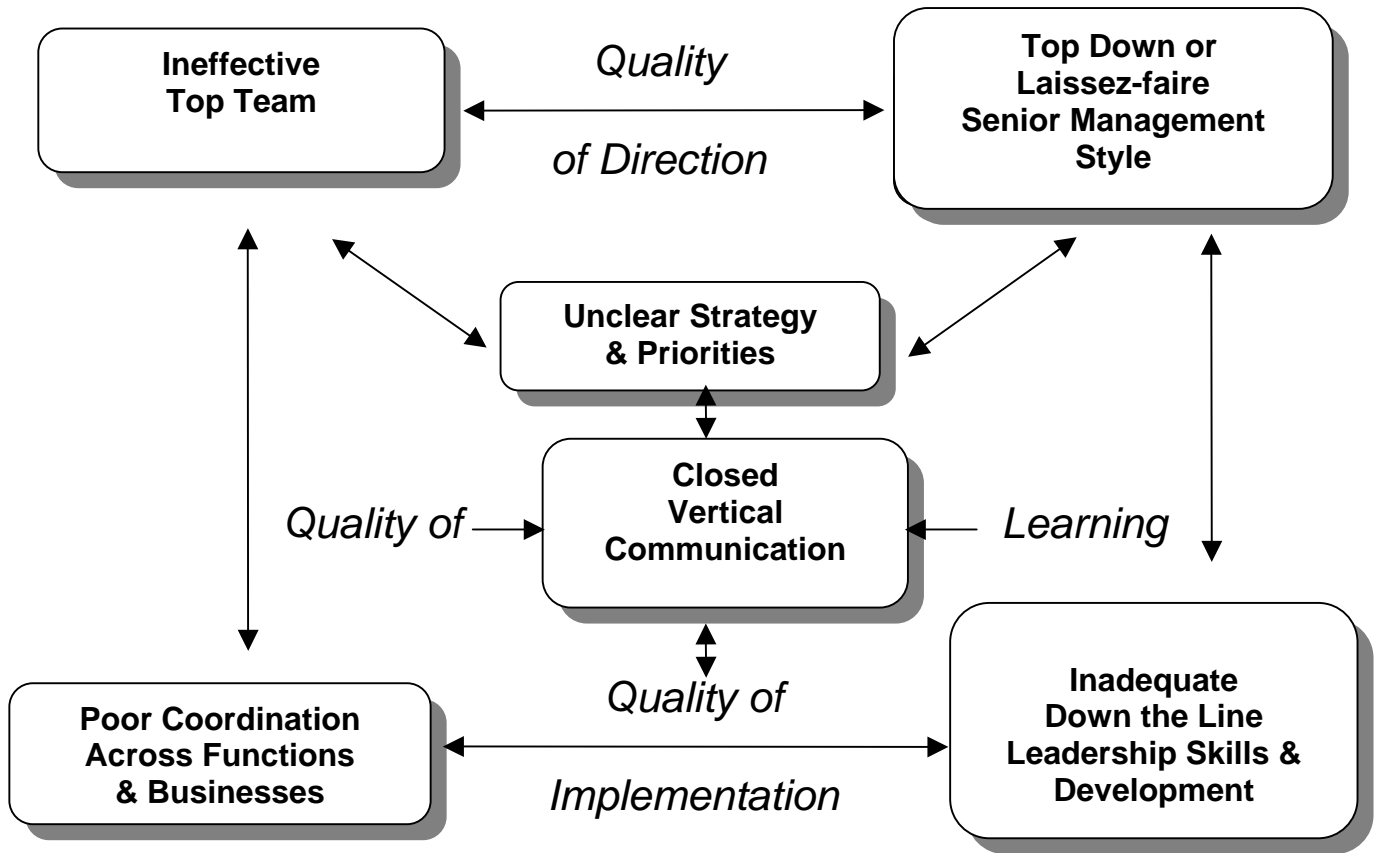 Ineffective
Top Team
Quality
of Direction
Top Down or
Laissez-faire
Senior Management
Style
Unclear Strategy
& Priorities
Quality of
Closed
Vertical
Communication
Learning
Poor Coordination
Across Functions
& Businesses
Quality of
Implementation
Inadequate
Down the Line
Leadership Skills &
Development